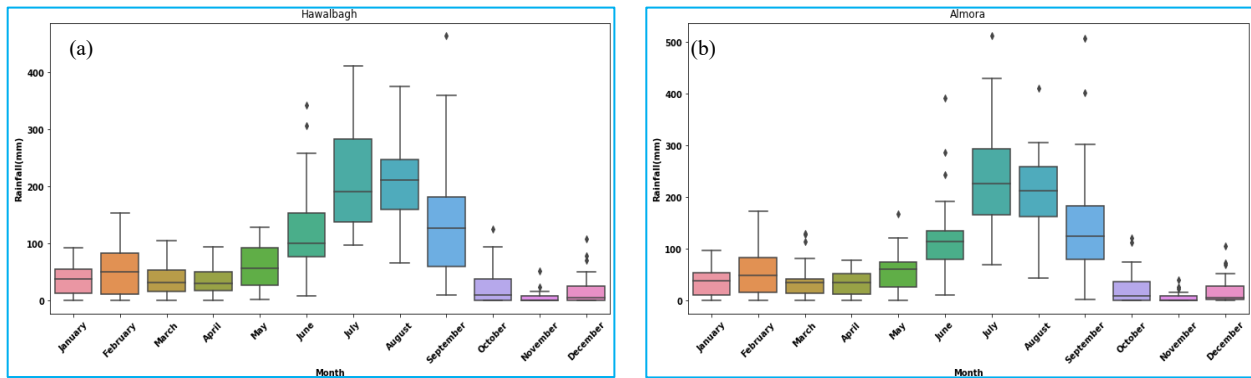 Hawalbagh
(a)
400
300
200
100
0
Rainfall(mm)
January February March April May June July August September October November December
Month
Almora
(b)
500
400
300
200
100
0
Rainfall(mm)
January February March April May June July August September October November December
Month